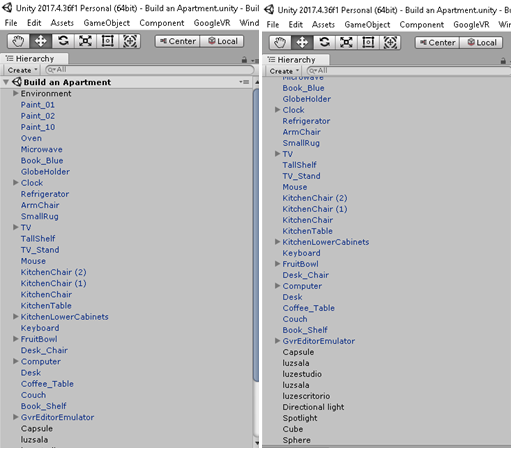 Unity 2017.4.36f1 Personal (64bit) - Build an Apartment.unity - Build
File Edit Assets GameObject Component GoogleVR Win
Center Local
Hierarchy
Create All
Build an Apartment
Environment
Paint_01
Paint_02
Paint_10
Oven
Microwave
Book_Blue
GlobeHolder
Clock
Refrigerator
ArmChair
SmallRug
TV
TallShelf
TV_Stand
Mouse
KitchenChair (2)
KitchenChair (1)
KitchenChair
KitchenTable
KitchenLowerCabinets
Keyboard
FruitBowl
Desk_Chair
Computer
Desk
Coffee_Table
Couch
Book_Shelf
GvrEditorEmulator
Capsule
luzsala
Unity 2017.4.36f1 Personal (64bit) - Build an Apartment.unity - Bu
File Edit Assets GameObject Component GoogleVR W
Center Local
Hierarchy
Create All
Microwave
Book_Blue
GlobeHolder
Clock
Refrigerator
ArmChair
SmallRug
TV
TallShelf
TV_Stand
Mouse
KitchenChair (2)
KitchenChair (1)
KitchenChair
KitchenTable
KitchenLowerCabinets
Keyboard
FruitBowl
Desk_Chair
Computer
Desk
Coffee_Table
Couch
Book_Shelf
GvrEditorEmulator
Capsule
luzsala
luzestudio
luzsala
luzescritorio
Directional light
Spotlight
Cube
Sphere